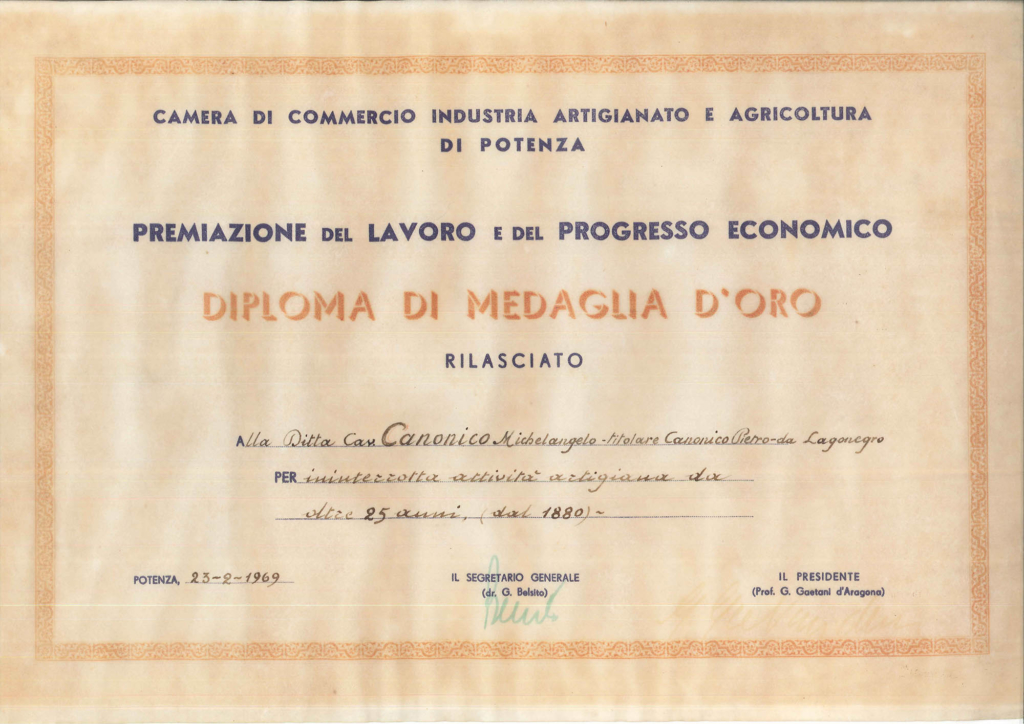 CAMERA DI COMMERCIO INDUSTRIA ARTIGIANATO E AGRICOLTURA
DI POTENZA
PREMIAZIONE DEL LAVORO E DEL PROGRESSO ECONOMICO
DIPLOMA DI MEDAGLIA D'ORO
RILASCIATO
Alla Ditta Cav. Canonico Michelangelo - titolare Canonico Pietro - da Lagonegro
PER ininterrotta attività artigiana da
oltre 25 anni, (dal 1880) -
POTENZA, 23-2-1969
IL SEGRETARIO GENERALE
(dr. G. Belsito)
IL PRESIDENTE
(Prof. G. Gaetani d'Aragona)